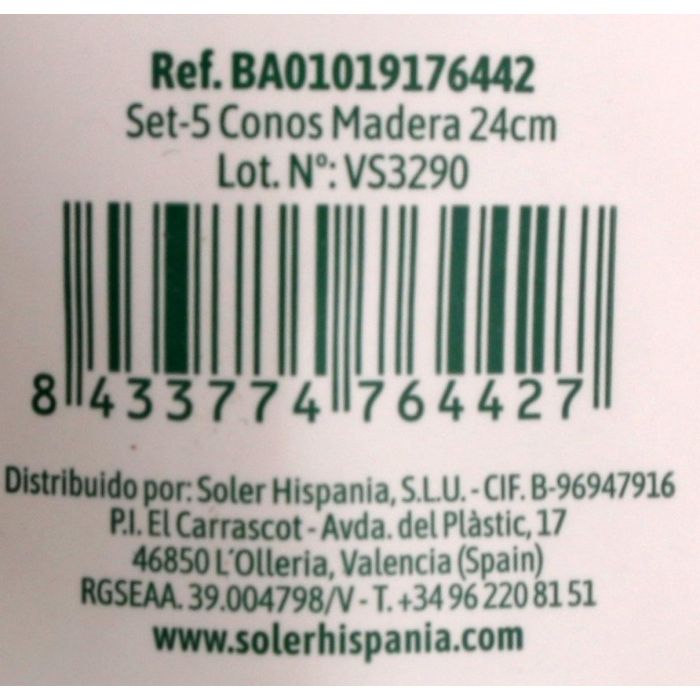 Ref. BA01019176442
Set-5 Conos Madera 24cm
Lot. Nº: VS3290
8 433774 764427
Distribuido por: Soler Hispania, S.L.U. - CIF. B-96947916
P.I. El Carrascot - Avda. del Plàstic, 17
46850 L´Olleria, Valencia (Spain)
RGSEAA. 39.004798/V - T. +34 96 220 81 51
www.solerhispania.com